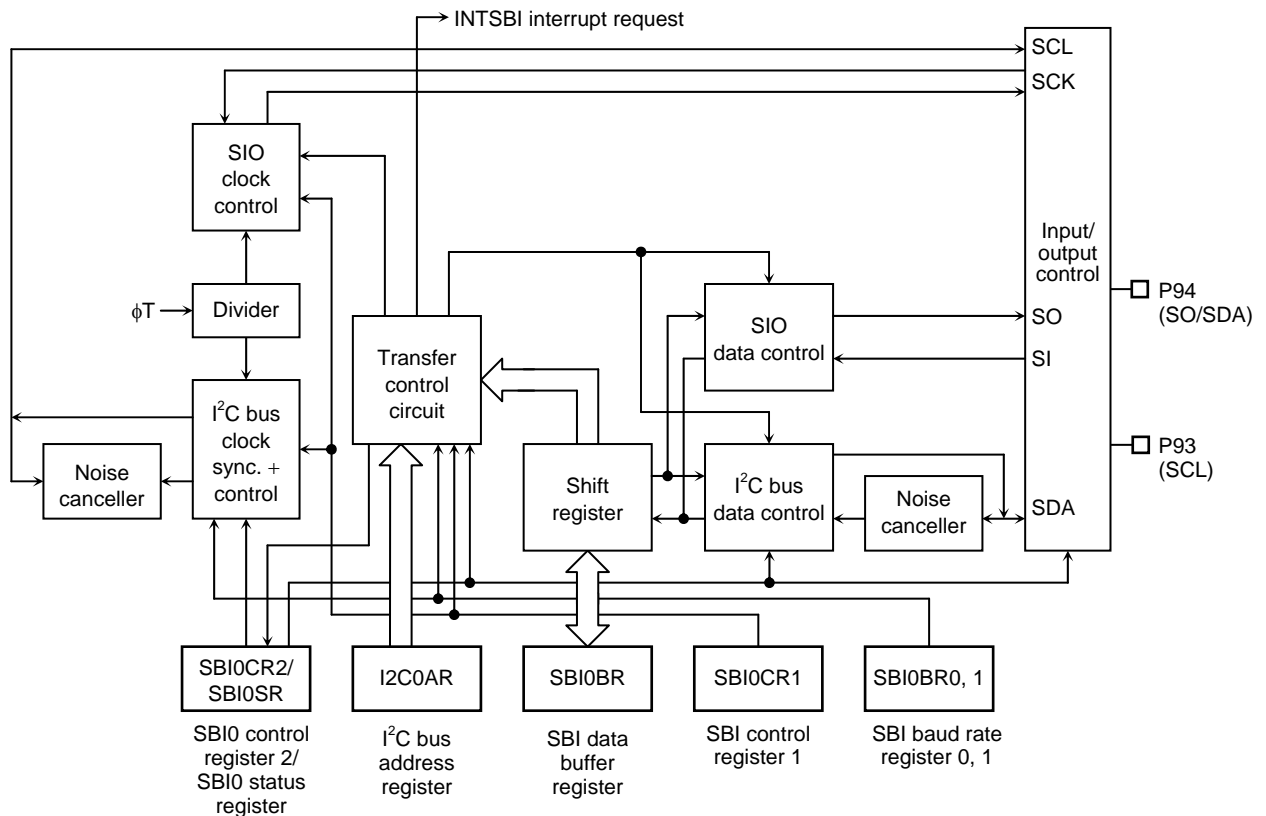 INTSBI interrupt request
SCL
SCK
SIO
clock
control
Input/
output
control
φT
Divider
P94
(SO/SDA)
SO
SI
SIO
data control
Transfer
control
circuit
I²C bus
clock
sync. +
control
Noise
canceller
Shift
register
I²C bus
data control
Noise
canceller
SDA
P93
(SCL)
SBI0CR2/
SBI0SR
I2C0AR
SBI0BR
SBI0CR1
SBI0BR0, 1
SBI0 control
register 2/
SBI0 status
register
I²C bus
address
register
SBI data
buffer
register
SBI control
register 1
SBI baud rate
register 0, 1